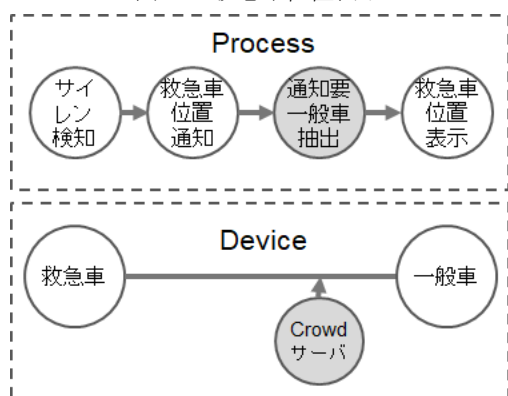 Process
サイ
レン
検知
救急車
位置
通知
通知要
一般車
抽出
救急車
位置
表示
Device
救急車
一般車
Crowd
サーバ